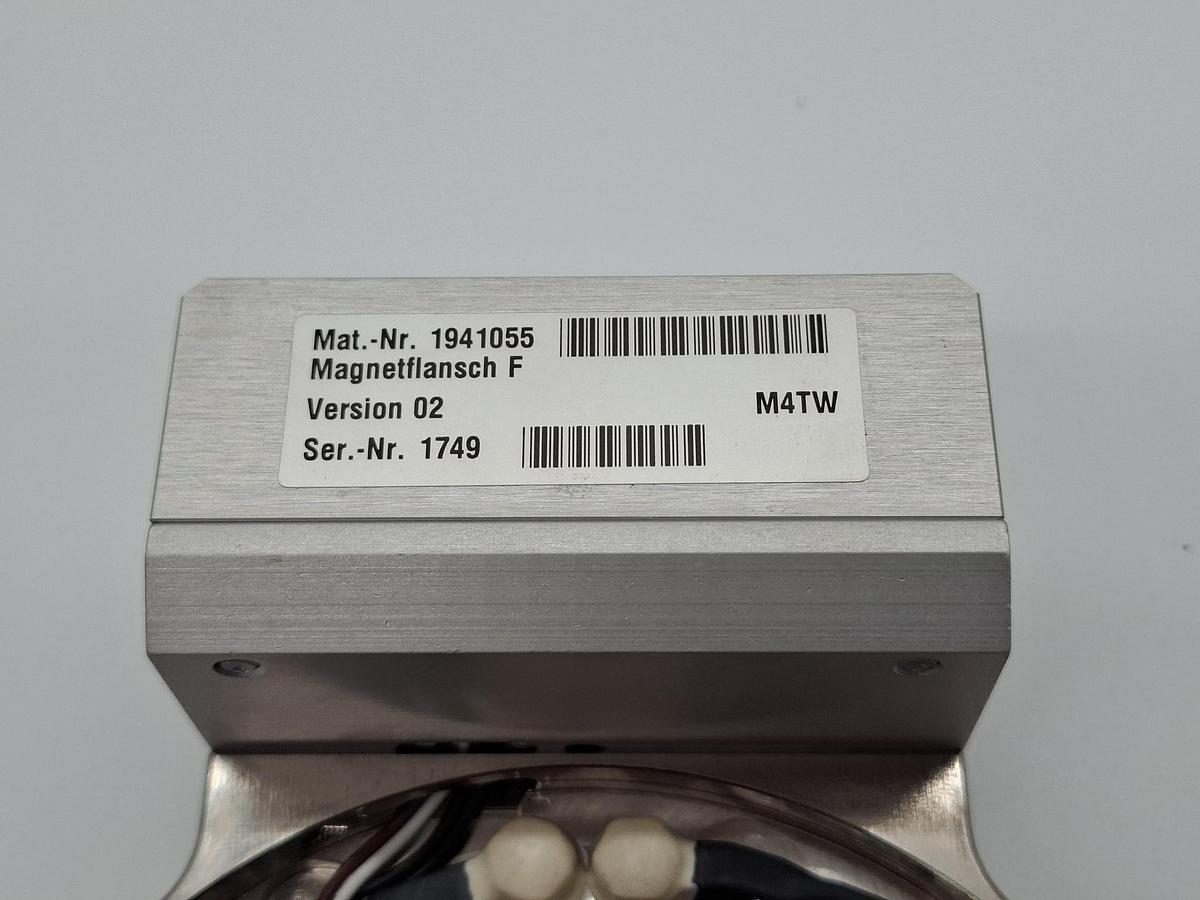 Mat.-Nr. 1941055
Magnetflansch F
Version 02 M4TW
Ser.-Nr. 1749